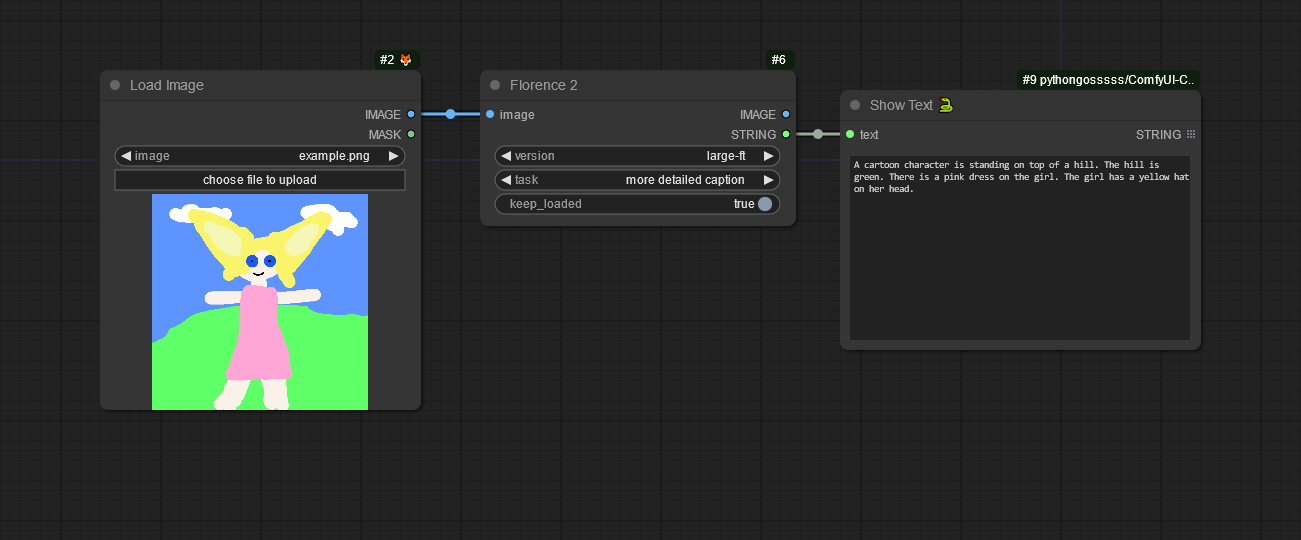 #2
Load Image
IMAGE
MASK
image example.png
choose file to upload
#6
Florence 2
image IMAGE
STRING
version large-ft
task more detailed caption
keep_loaded true
#9 pythongosssss/ComfyUI-C..
Show Text
text STRING
A cartoon character is standing on top of a hill. The hill is
green. There is a pink dress on the girl. The girl has a yellow hat
on her head.